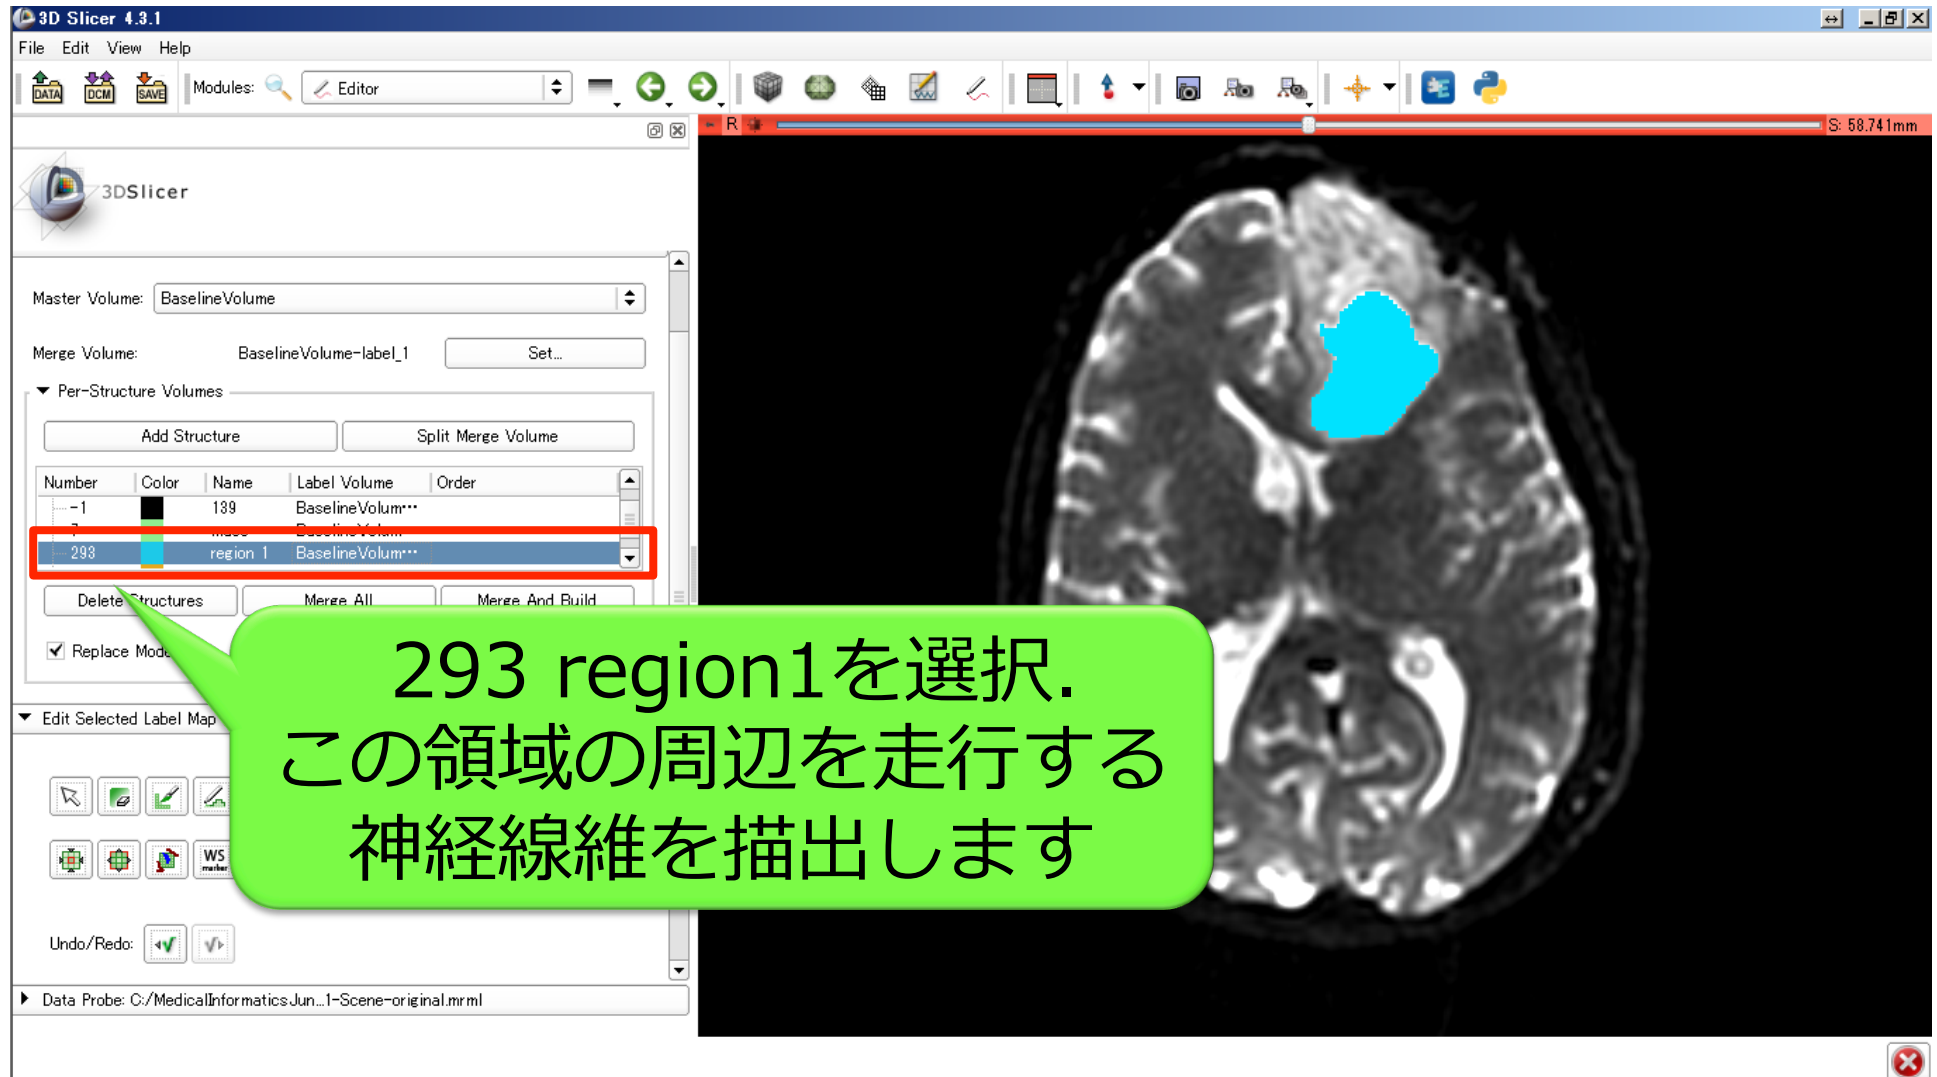 3D Slicer 4.3.1
File Edit View Help
DATA DCM SAVE Modules: Editor
R S: 58.741mm
3DSlicer
Master Volume: BaselineVolume
Merge Volume: BaselineVolume-label_1 Set...
Per-Structure Volumes
Add Structure Split Merge Volume
Number Color Name Label Volume Order
-1 139 BaselineVolum…
293 region 1 BaselineVolum…
Delete Structures Merge All Merge And Build
Replace Mode
Edit Selected Label Map
WS
marker
Undo/Redo:
Data Probe: C:/MedicalInformaticsJun...1-Scene-original.mrml
293 region1を選択.
この領域の周辺を走行する
神経線維を描出します